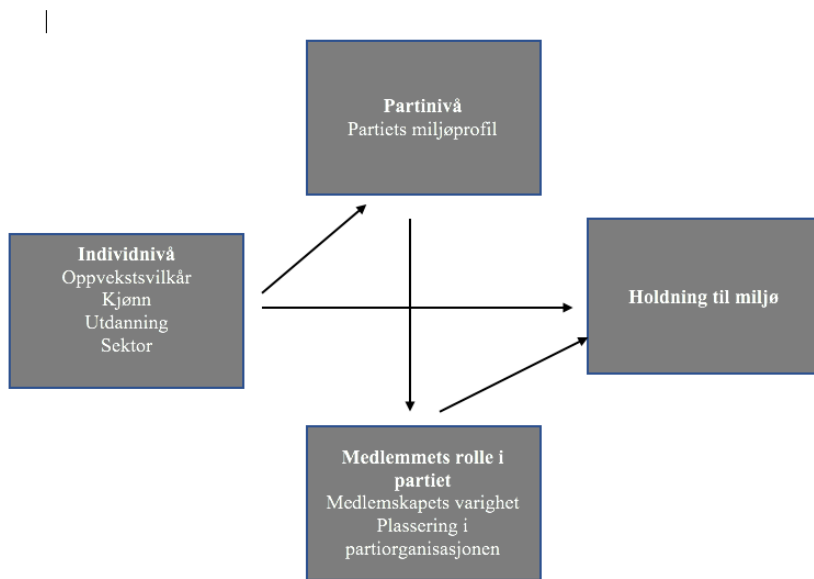 Partinivå
Partiets miljøprofil
Individnivå
Oppvekstsvilkår
Kjønn
Utdanning
Sektor
Holdning til miljø
Medlemmets rolle i
partiet
Medlemskapets varighet
Plassering i
partiorganisasjonen